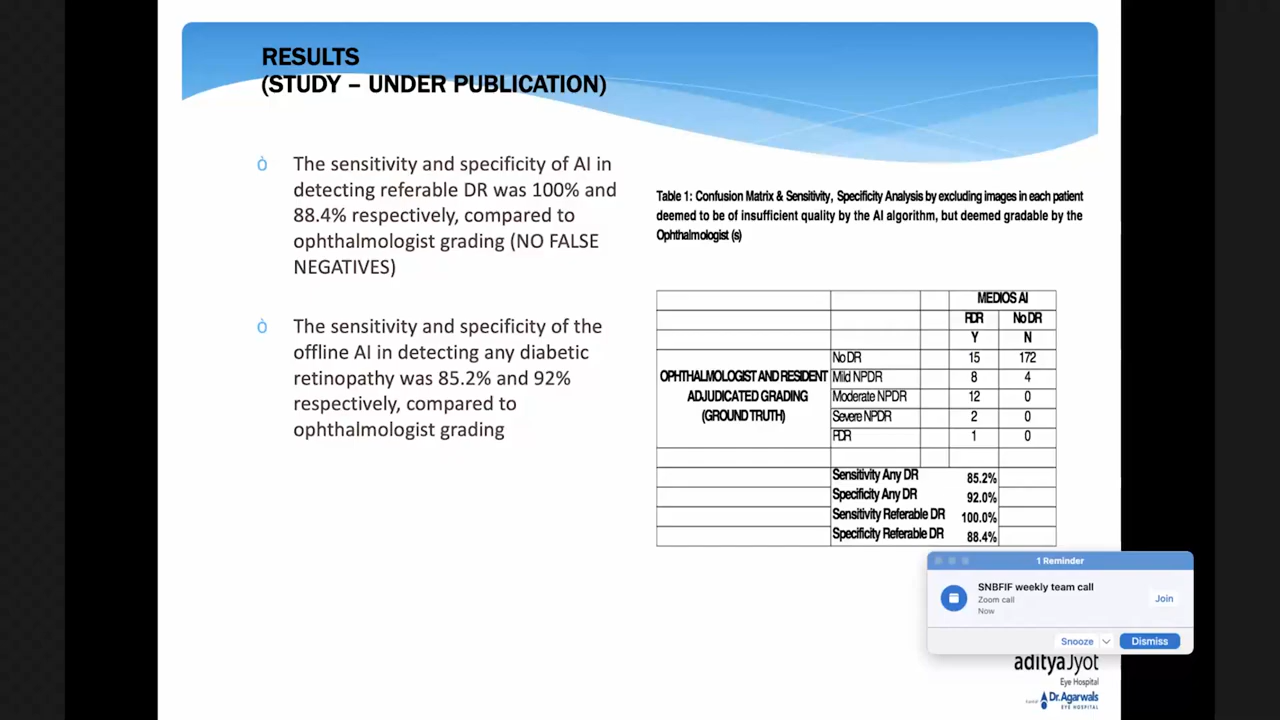 RESULTS
(STUDY – UNDER PUBLICATION)
ò The sensitivity and specificity of AI in
detecting referable DR was 100% and
88.4% respectively, compared to
ophthalmologist grading (NO FALSE
NEGATIVES)
ò The sensitivity and specificity of the
offline AI in detecting any diabetic
retinopathy was 85.2% and 92%
respectively, compared to
ophthalmologist grading
Table 1: Confusion Matrix & Sensitivity, Specificity Analysis by excluding images in each patient
deemed to be of insufficient quality by the AI algorithm, but deemed gradable by the
Ophthalmologist (s)
MEDIOS AI
RDR No DR
Y N
OPHTHALMOLOGIST AND RESIDENT
ADJUDICATED GRADING
(GROUND TRUTH)
No DR 15 172
Mild NPDR 8 4
Moderate NPDR 12 0
Severe NPDR 2 0
PDR 1 0
Sensitivity Any DR 85.2%
Specificity Any DR 92.0%
Sensitivity Referable DR 100.0%
Specificity Referable DR 88.4%
1 Reminder
SNBFIF weekly team call
Zoom call
Now
Join
Snooze
Dismiss
adityaJyot
Eye Hospital
Dr.Agarwals
EYE HOSPITAL